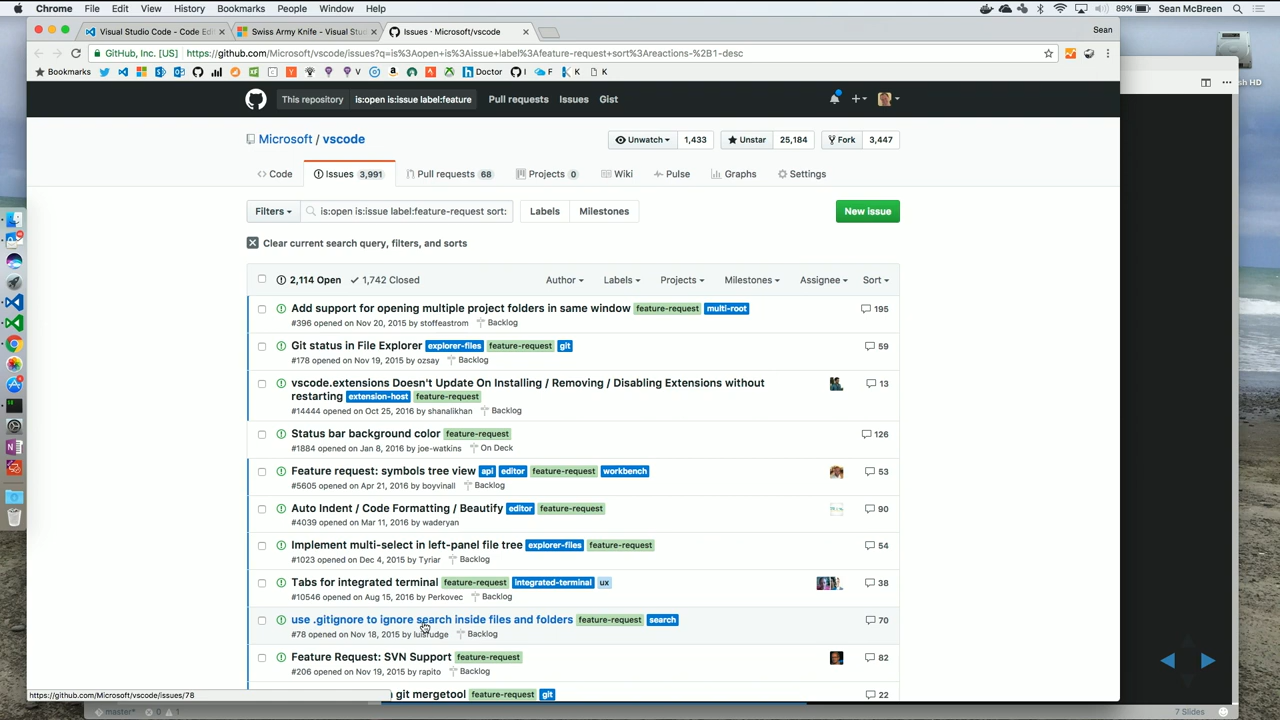 Chrome File Edit View History Bookmarks People Window Help 89% Sean McBreen
Visual Studio Code - Code Edi Swiss Army Knife - Visual Stud Issues · Microsoft/vscode Sean
GitHub, Inc. [US] https://github.com/Microsoft/vscode/issues?q=is%3Aopen+is%3Aissue+label%3Afeature-request+sort%3Areactions-%2B1-desc
sh HD
Bookmarks Doctor I F K K
This repository is:open is:issue label:feature Pull requests Issues Gist
Microsoft / vscode Unwatch 1,433 Unstar 25,184 Fork 3,447
Code Issues 3,991 Pull requests 68 Projects 0 Wiki Pulse Graphs Settings
Filters is:open is:issue label:feature-request sort: Labels Milestones New issue
Clear current search query, filters, and sorts
2,114 Open 1,742 Closed Author Labels Projects Milestones Assignee Sort
Add support for opening multiple project folders in same window feature-request multi-root 195
#396 opened on Nov 20, 2015 by stoffeastrom Backlog
Git status in File Explorer explorer-files feature-request git 59
#178 opened on Nov 19, 2015 by ozsay Backlog
vscode.extensions Doesn't Update On Installing / Removing / Disabling Extensions without 13
restarting extension-host feature-request
#14444 opened on Oct 25, 2016 by shanalikhan Backlog
Status bar background color feature-request 126
#1884 opened on Jan 8, 2016 by joe-watkins On Deck
Feature request: symbols tree view api editor feature-request workbench 53
#5605 opened on Apr 21, 2016 by boyvinall Backlog
Auto Indent / Code Formatting / Beautify editor feature-request 90
#4039 opened on Mar 11, 2016 by waderyan
Implement multi-select in left-panel file tree explorer-files feature-request 54
#1023 opened on Dec 4, 2015 by Tyriar Backlog
Tabs for integrated terminal feature-request integrated-terminal ux 38
#10546 opened on Aug 15, 2016 by Perkovec Backlog
use .gitignore to ignore search inside files and folders feature-request search 70
#78 opened on Nov 18, 2015 by luisrudge Backlog
Feature Request: SVN Support feature-request 82
#206 opened on Nov 19, 2015 by rapito Backlog
git mergetool feature-request git 22
https://github.com/Microsoft/vscode/issues/78
master* 0 1 7 Slides